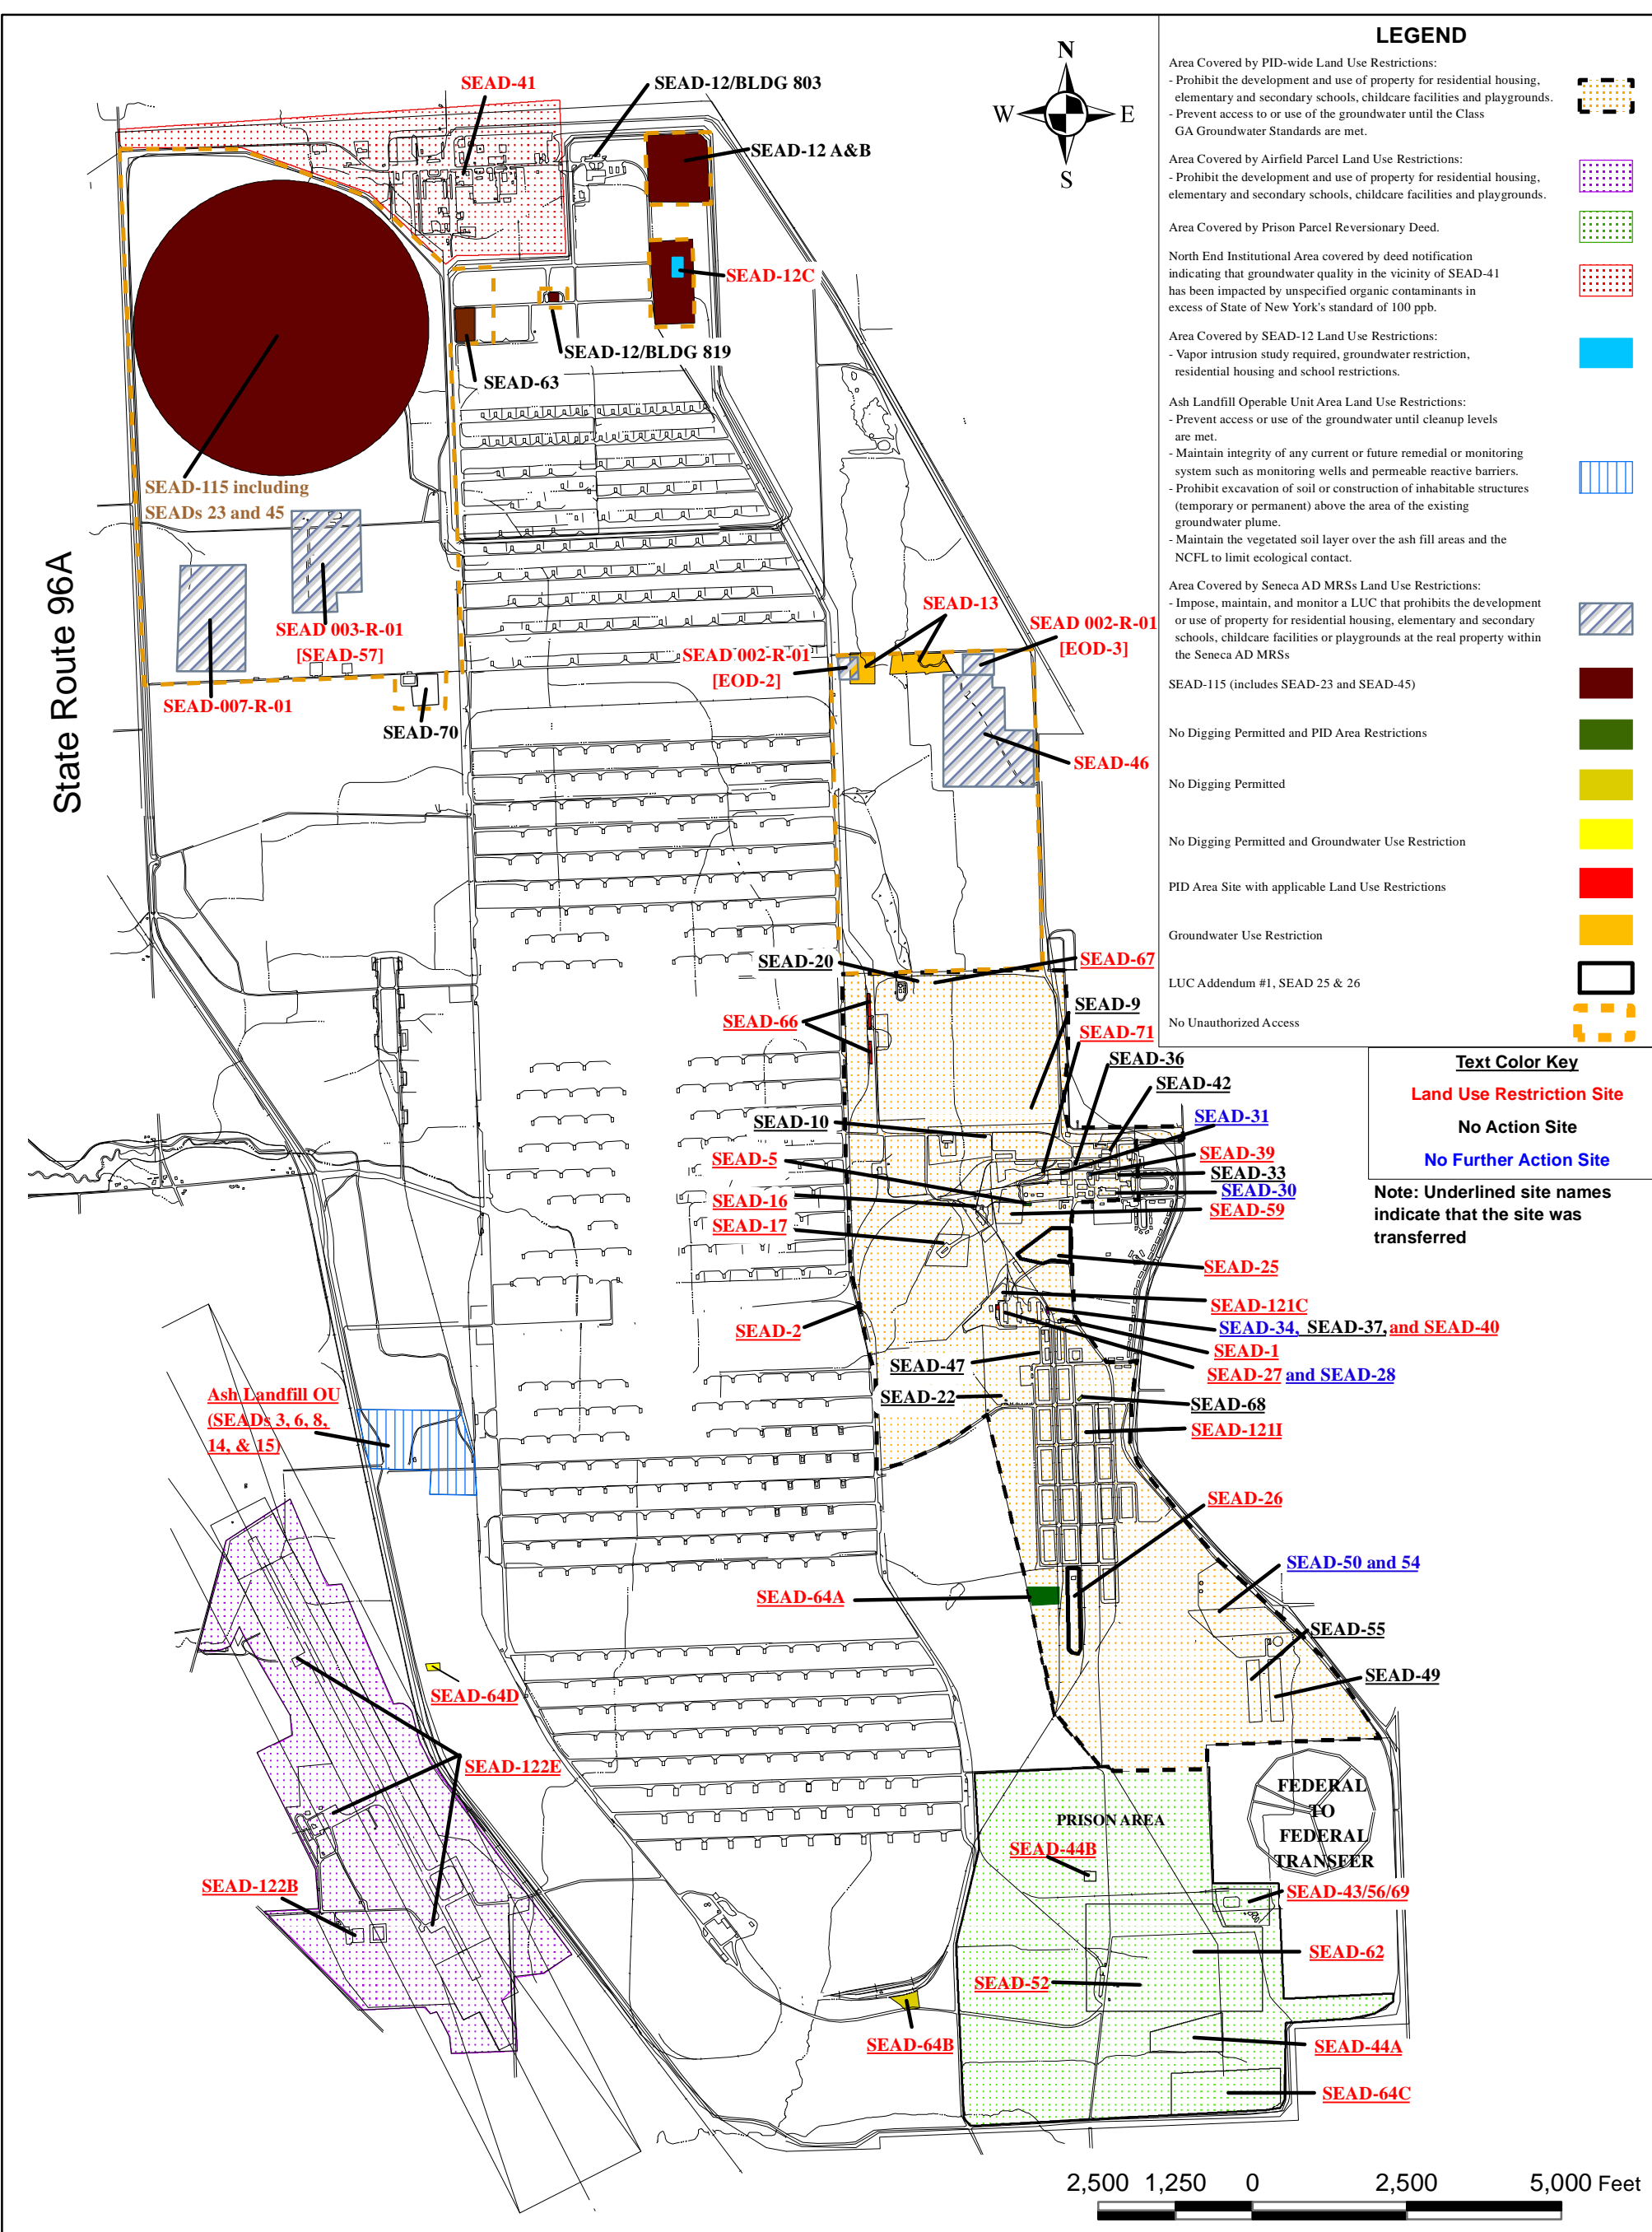 LEGEND
Area Covered by PID-wide Land Use Restrictions:
- Prohibit the development and use of property for residential housing,
elementary and secondary schools, childcare facilities and playgrounds.
- Prevent access to or use of the groundwater until the Class
GA Groundwater Standards are met.
Area Covered by Airfield Parcel Land Use Restrictions:
- Prohibit the development and use of property for residential housing,
elementary and secondary schools, childcare facilities and playgrounds.
Area Covered by Prison Parcel Reversionary Deed.
North End Institutional Area covered by deed notification
indicating that groundwater quality in the vicinity of SEAD-41
has been impacted by unspecified organic contaminants in
excess of State of New York's standard of 100 ppb.
Area Covered by SEAD-12 Land Use Restrictions:
- Vapor intrusion study required, groundwater restriction,
residential housing and school restrictions.
Ash Landfill Operable Unit Area Land Use Restrictions:
- Prevent access or use of the groundwater until cleanup levels
are met.
- Maintain integrity of any current or future remedial or monitoring
system such as monitoring wells and permeable reactive barriers.
- Prohibit excavation of soil or construction of inhabitable structures
(temporary or permanent) above the area of the existing
groundwater plume.
- Maintain the vegetated soil layer over the ash fill areas and the
NCFL to limit ecological contact.
Area Covered by Seneca AD MRSs Land Use Restrictions:
- Impose, maintain, and monitor a LUC that prohibits the development
or use of property for residential housing, elementary and secondary
schools, childcare facilities or playgrounds at the real property within
the Seneca AD MRSs
SEAD-115 (includes SEAD-23 and SEAD-45)
No Digging Permitted and PID Area Restrictions
No Digging Permitted
No Digging Permitted and Groundwater Use Restriction
PID Area Site with applicable Land Use Restrictions
Groundwater Use Restriction
LUC Addendum #1, SEAD 25 & 26
No Unauthorized Access
Text Color Key
Land Use Restriction Site
No Action Site
No Further Action Site
Note: Underlined site names
indicate that the site was
transferred
N
W
E
S
State Route 96A
SEAD-41
SEAD-12/BLDG 803
SEAD-12 A&B
SEAD-12C
SEAD-12/BLDG 819
SEAD-63
SEAD-115 including
SEADs 23 and 45
SEAD 003-R-01
[SEAD-57]
SEAD-007-R-01
SEAD-70
SEAD-13
SEAD 002-R-01
[EOD-3]
SEAD 002-R-01
[EOD-2]
SEAD-46
SEAD-20
SEAD-67
SEAD-9
SEAD-66
SEAD-71
SEAD-36
SEAD-42
SEAD-31
SEAD-10
SEAD-5
SEAD-39
SEAD-33
SEAD-30
SEAD-16
SEAD-59
SEAD-17
SEAD-25
SEAD-121C
SEAD-34, SEAD-37, and SEAD-40
SEAD-2
SEAD-1
SEAD-47
SEAD-27 and SEAD-28
SEAD-22
SEAD-68
SEAD-121I
Ash Landfill OU
(SEADs 3, 6, 8,
14, & 15)
SEAD-26
SEAD-50 and 54
SEAD-64A
SEAD-55
SEAD-49
SEAD-64D
SEAD-122E
FEDERAL
TO
FEDERAL
TRANSFER
PRISON AREA
SEAD-44B
SEAD-122B
SEAD-43/56/69
SEAD-62
SEAD-52
SEAD-64B
SEAD-44A
SEAD-64C
2,500 1,250 0 2,500 5,000 Feet